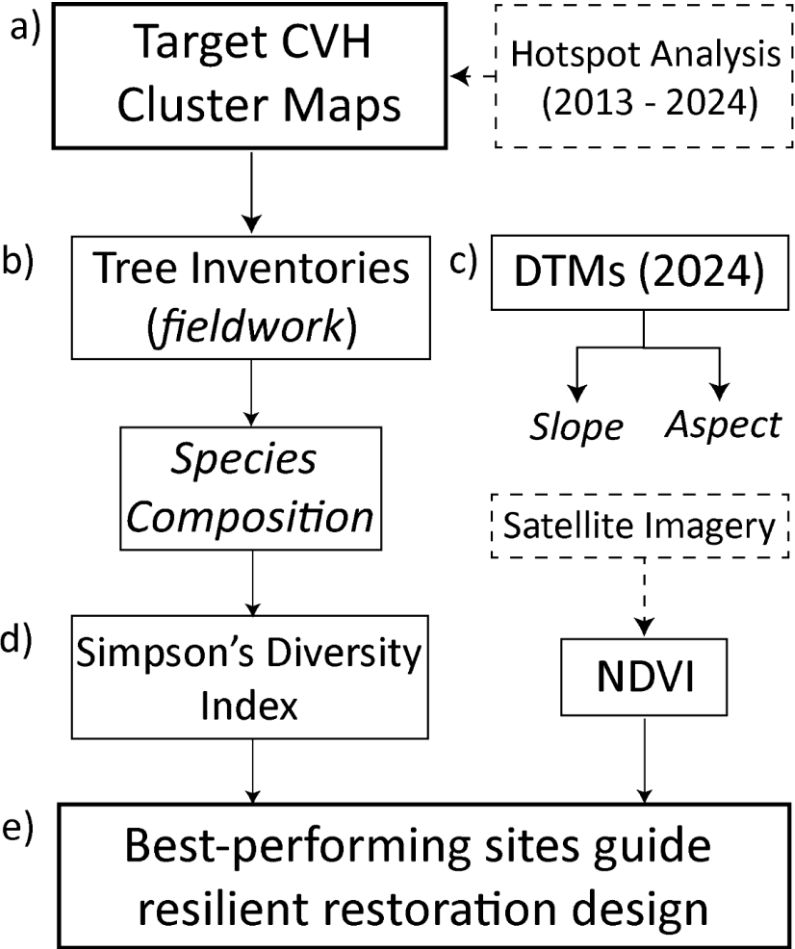 a)
Target CVH
Cluster Maps
Hotspot Analysis
(2013 - 2024)
b)
Tree Inventories
(fieldwork)
c)
DTMs (2024)
Slope
Aspect
Species
Composition
Satellite Imagery
d)
Simpson’s Diversity
Index
NDVI
e)
Best-performing sites guide
resilient restoration design